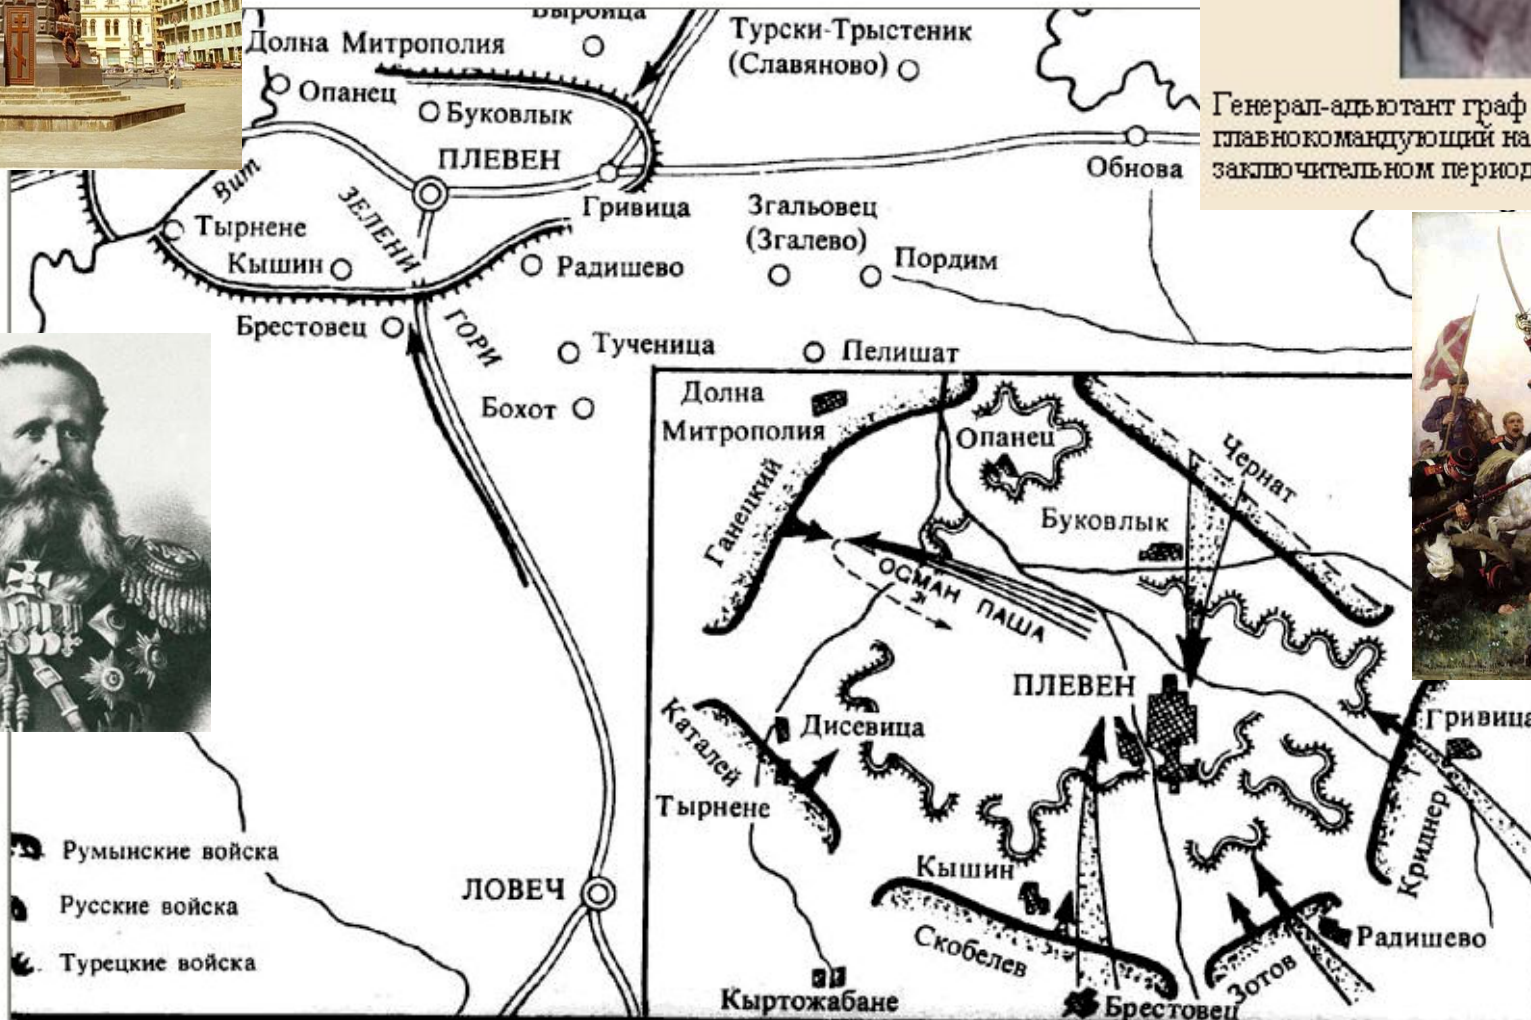 Выроица
Долна Митрополия
Турски-Трыстеник
(Славяново)
Опанец
Буковлык
ПЛЕВЕН
Обнова
Вит
Гривица
Згальовец
(Згалево)
Тырнене
ЗЕЛЕНИ
Кышин
Радишево
Пордим
Брестовец
ГОРИ
Тученица
Пелишат
Бохот
ЛОВЕЧ
Румынские войска
Русские войска
Турецкие войска
Генерал-адьютант граф
главнокомандующий на
заключительном период
Долна
Митрополия
Опанец
Чернат
Ганецкий
Буковлык
ОСМАН ПАША
ПЛЕВЕН
Каталей
Дисевица
Гривица
Тырнене
Криднер
Кышин
Скобелев
Радишево
Зотов
Кыртожабане
Брестовец